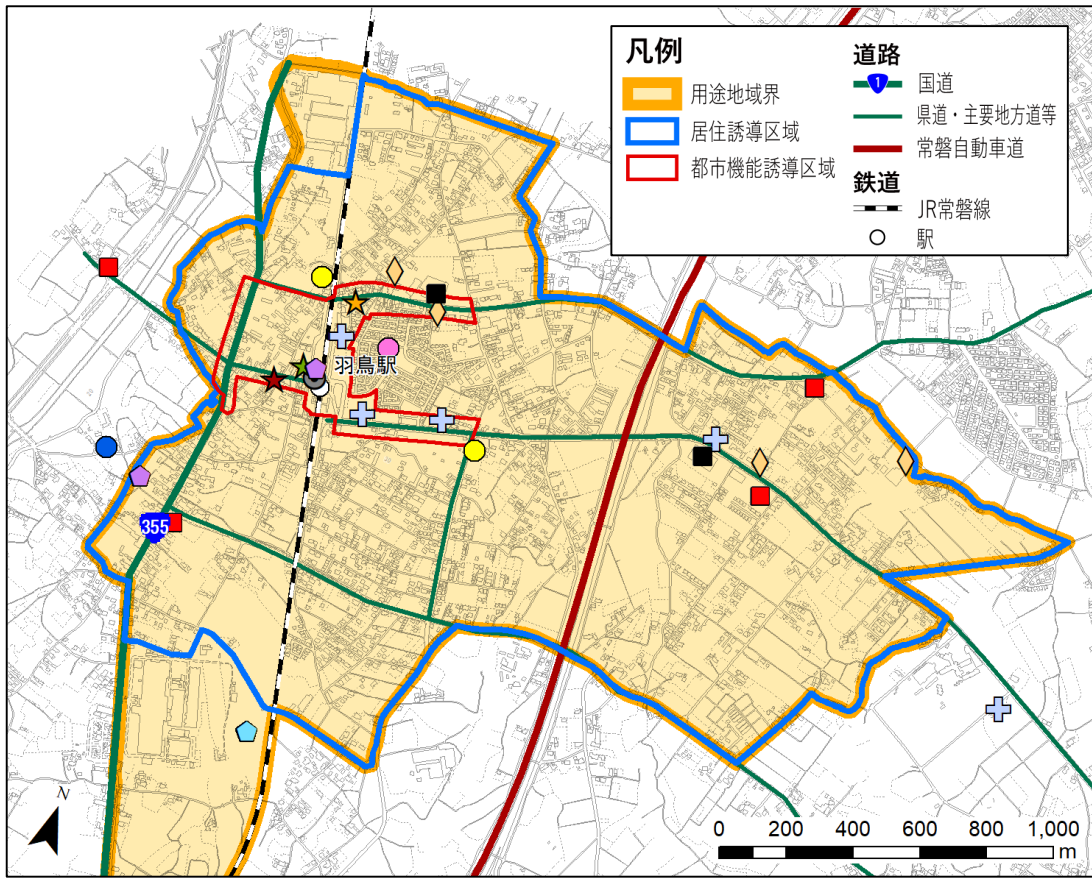 凡例
用途地域界
居住誘導区域
都市機能誘導区域
道路
1
国道
県道・主要地方道等
常磐自動車道
鉄道
JR常磐線
駅
羽鳥駅
355
N
0 200 400 600 800 1,000
m